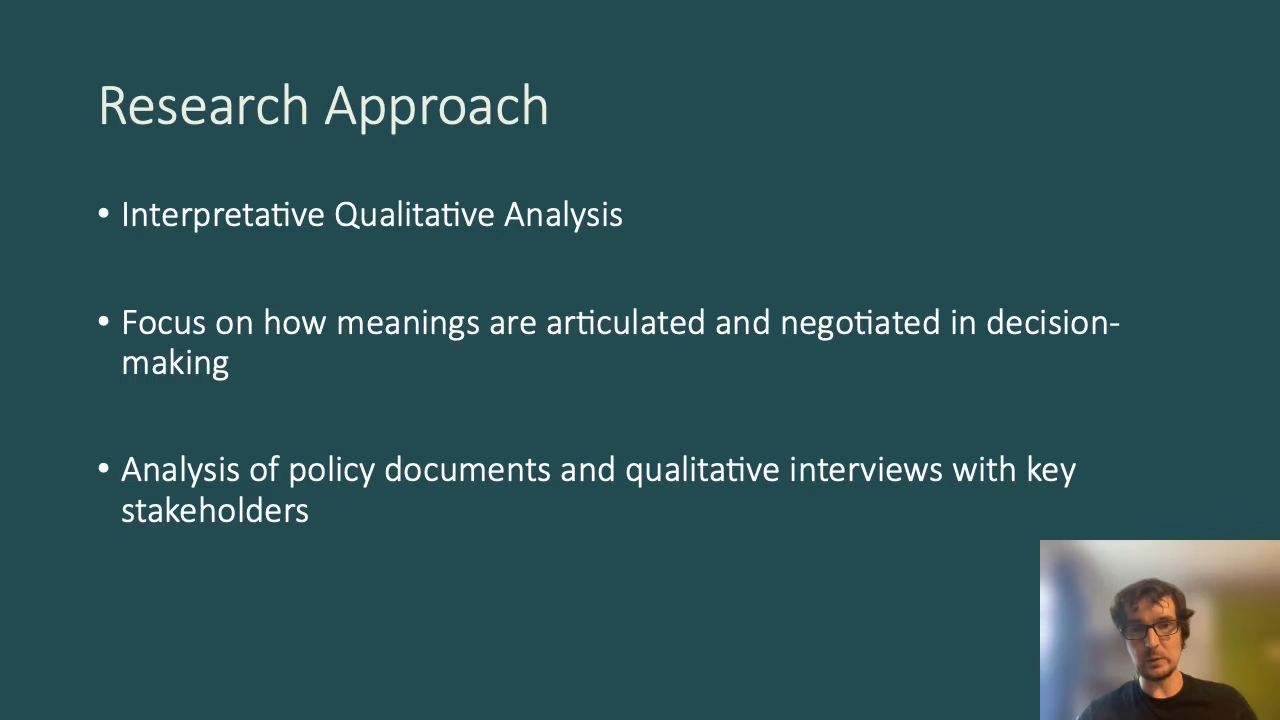 Research Approach
• Interpretative Qualitative Analysis
• Focus on how meanings are articulated and negotiated in decision-
making
• Analysis of policy documents and qualitative interviews with key
stakeholders